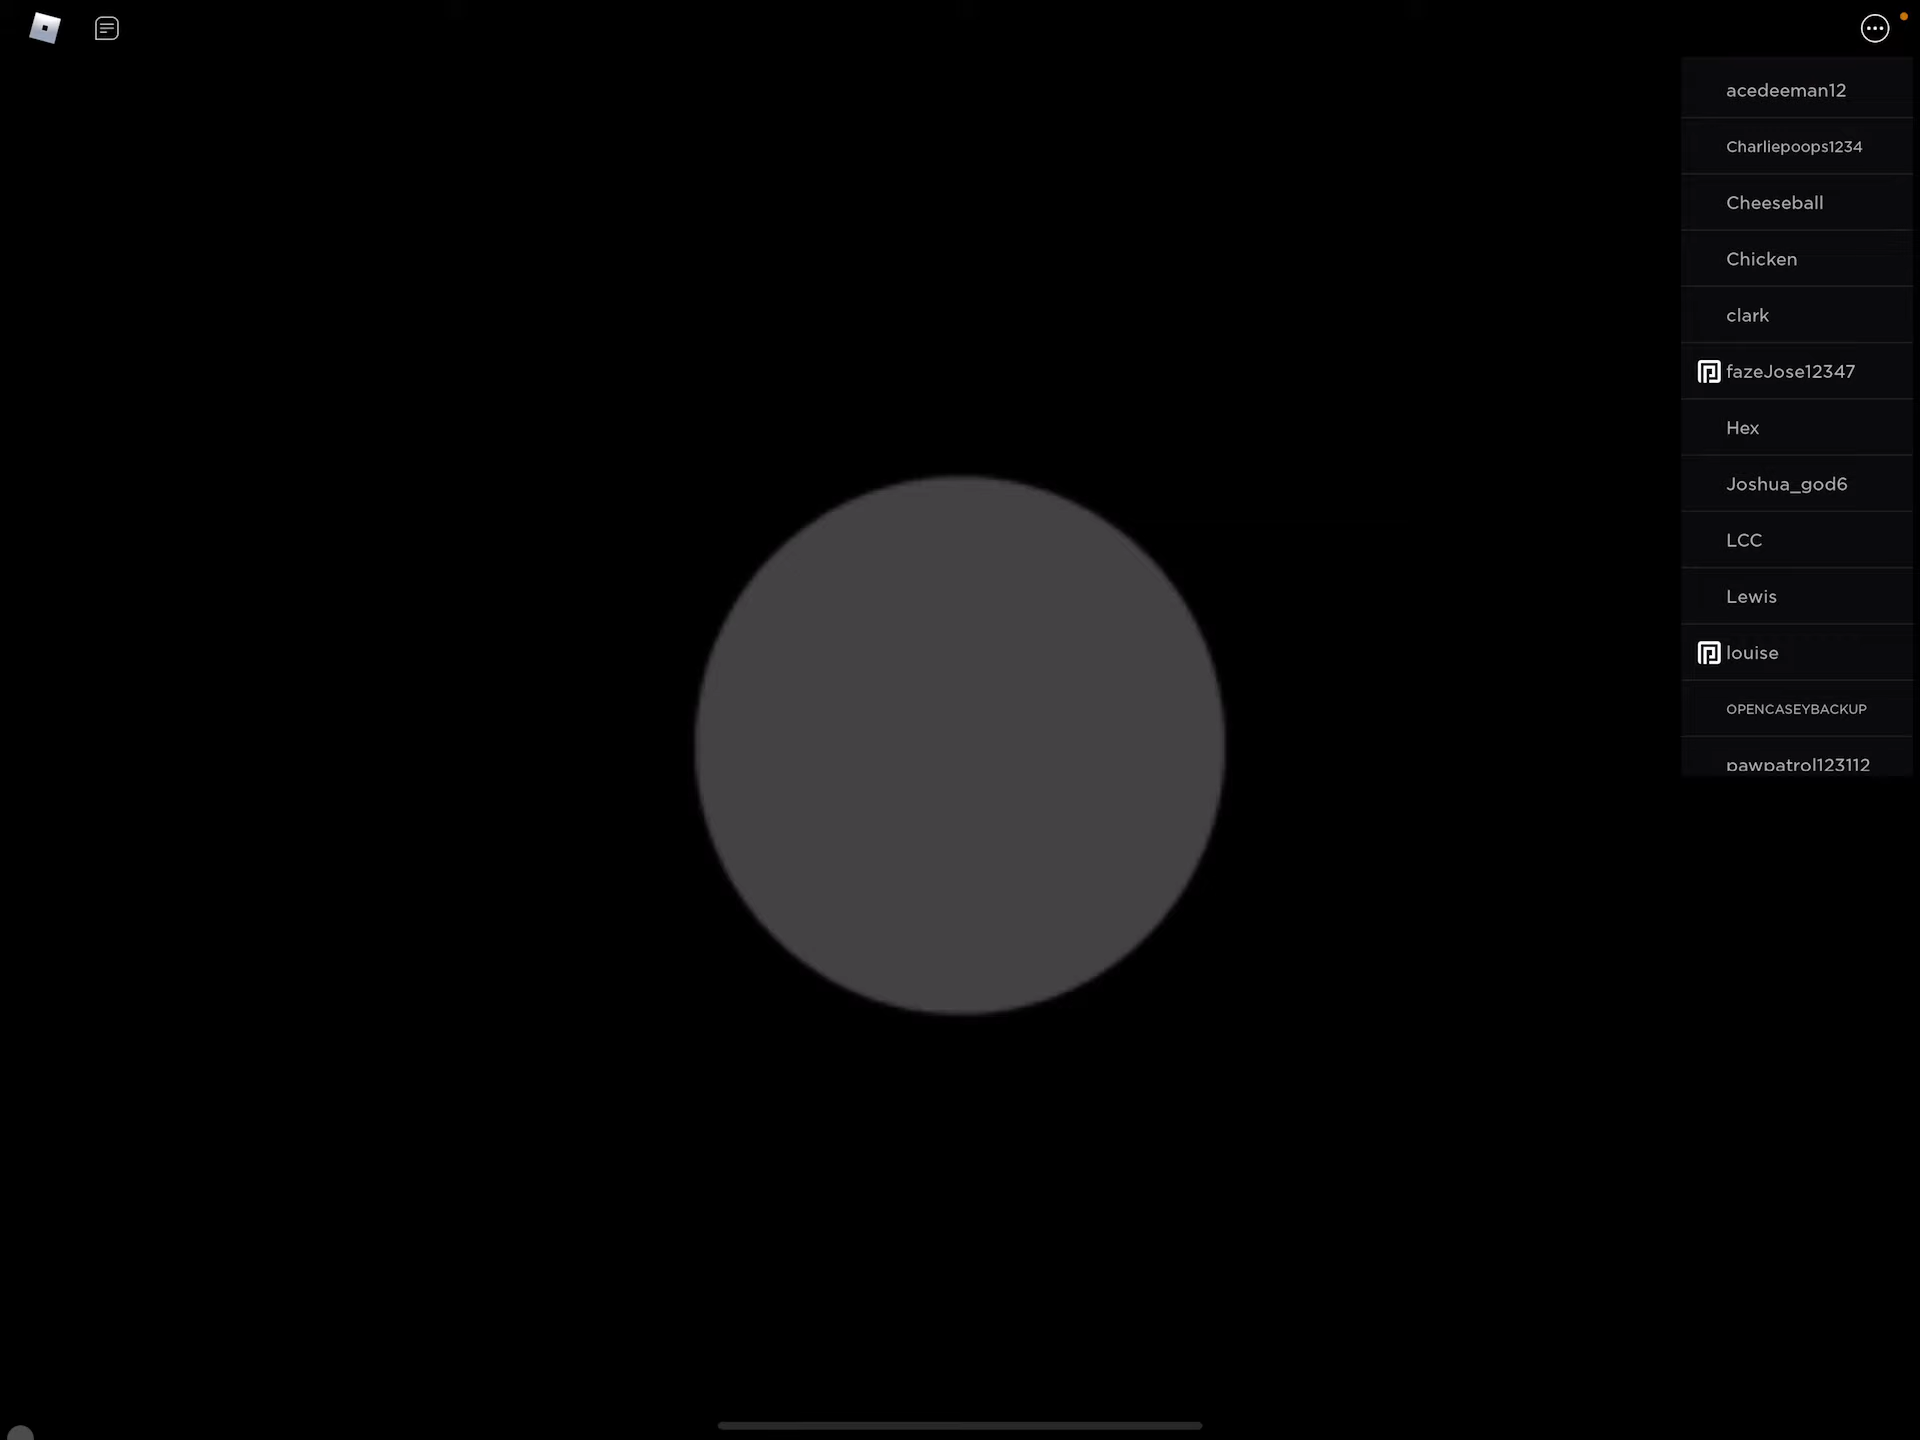 acedeeman12
Charliepoops1234
Cheeseball
Chicken
clark
fazeJose12347
Hex
Joshua_god6
LCC
Lewis
louise
OPENCASEYBACKUP
pawpatrol123112